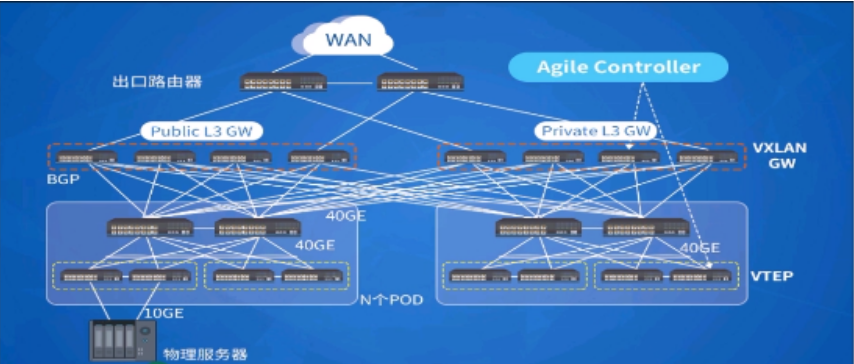 WAN
出口路由器
Agile Controller
Public L3 GW
Private L3 GW
VXLAN
GW
BGP
40GE
40GE
40GE
VTEP
N个POD
10GE
物理服务器